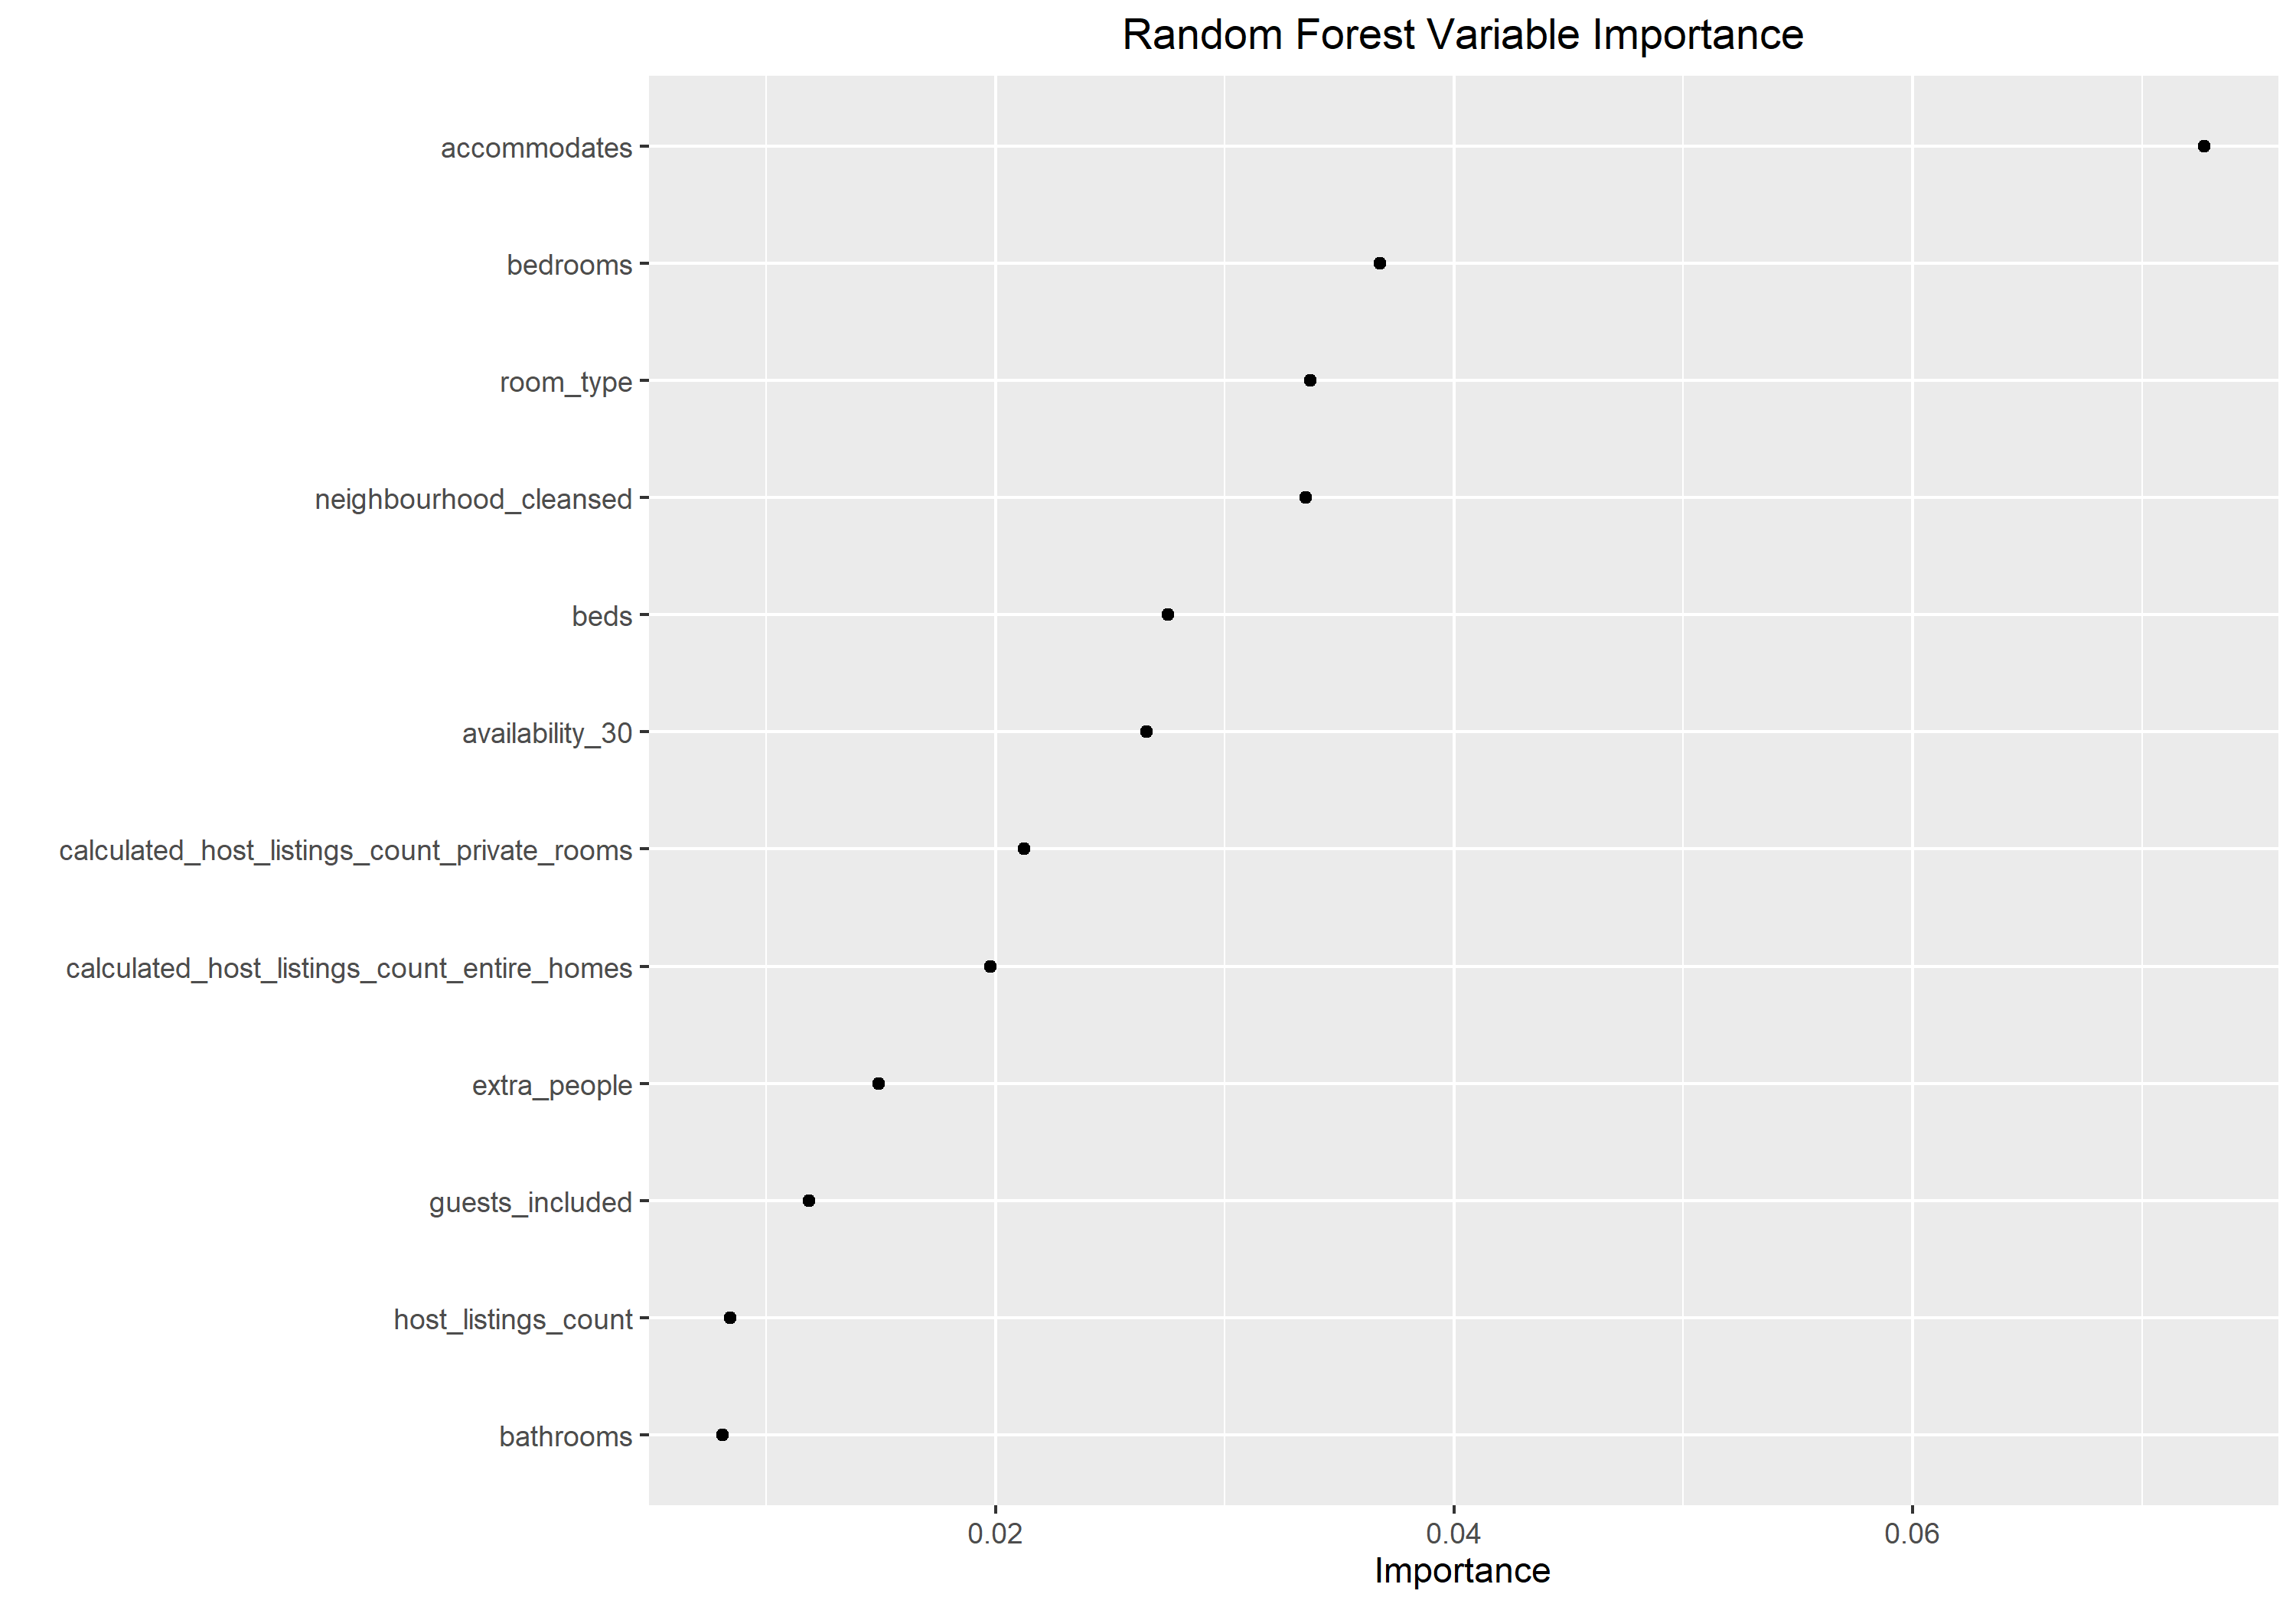 Random Forest Variable Importance
accommodates
bedrooms
room_type
neighbourhood_cleansed
beds
availability_30
calculated_host_listings_count_private_rooms
calculated_host_listings_count_entire_homes
extra_people
guests_included
host_listings_count
bathrooms
0.02 0.04 0.06
Importance